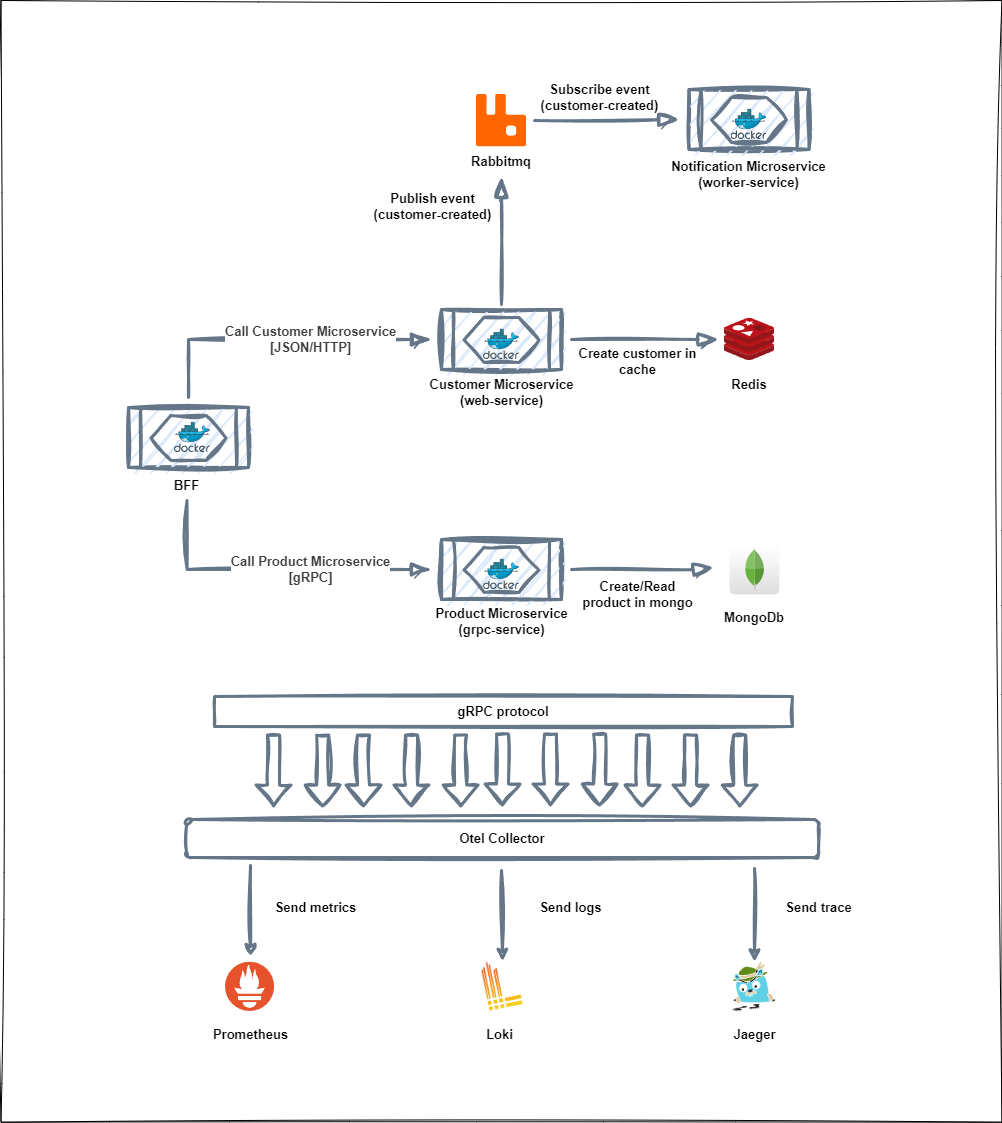 Subscribe event
(customer-created)
docker
Rabbitmq
Notification Microservice
(worker-service)
Publish event
(customer-created)
Call Customer Microservice
[JSON/HTTP]
docker
Create customer in
cache
Customer Microservice
(web-service)
Redis
docker
BFF
Call Product Microservice
[gRPC]
docker
Create/Read
product in mongo
Product Microservice
(grpc-service)
MongoDb
gRPC protocol
Otel Collector
Send metrics
Send logs
Send trace
Prometheus
Loki
Jaeger